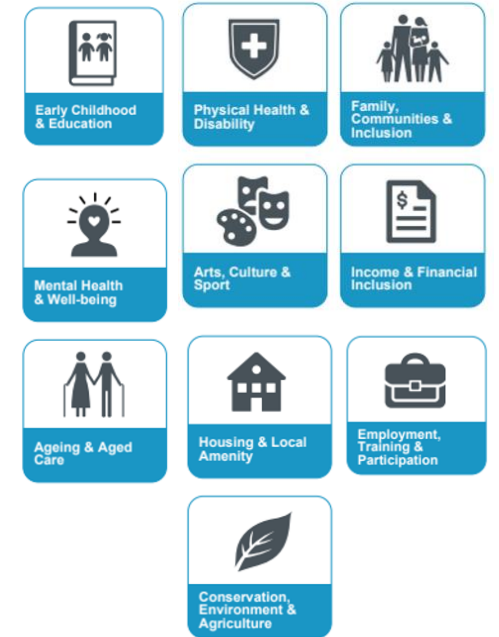 Early Childhood
& Education
Physical Health &
Disability
Family,
Communities &
Inclusion
Mental Health
& Well-being
Arts, Culture &
Sport
$
Income & Financial
Inclusion
Ageing & Aged
Care
Housing & Local
Amenity
Employment,
Training &
Participation
Conservation,
Environment &
Agriculture